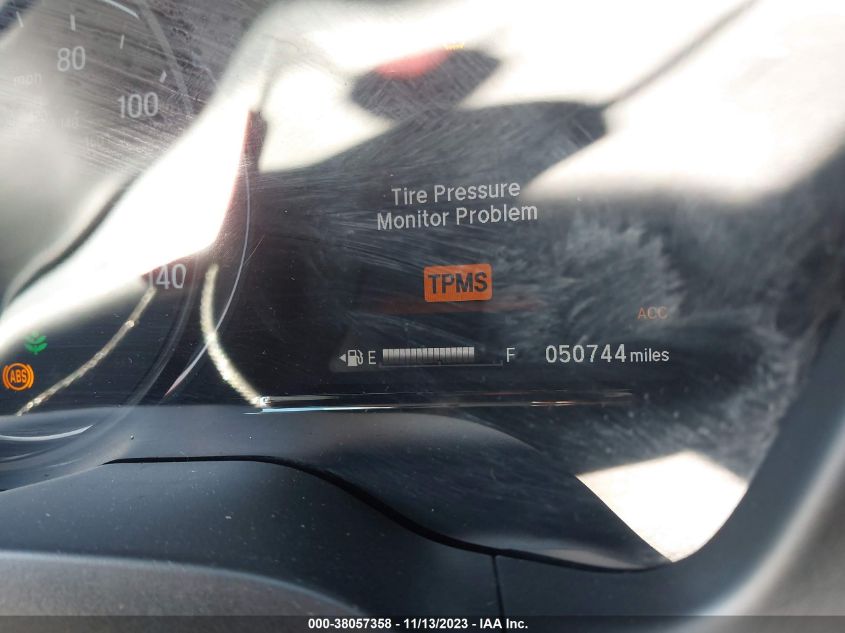 80
mph
100
140
Tire Pressure
Monitor Problem
TPMS
ACC
E
F
050744 miles
ABS
000-38057358 - 11/13/2023 - IAA Inc.